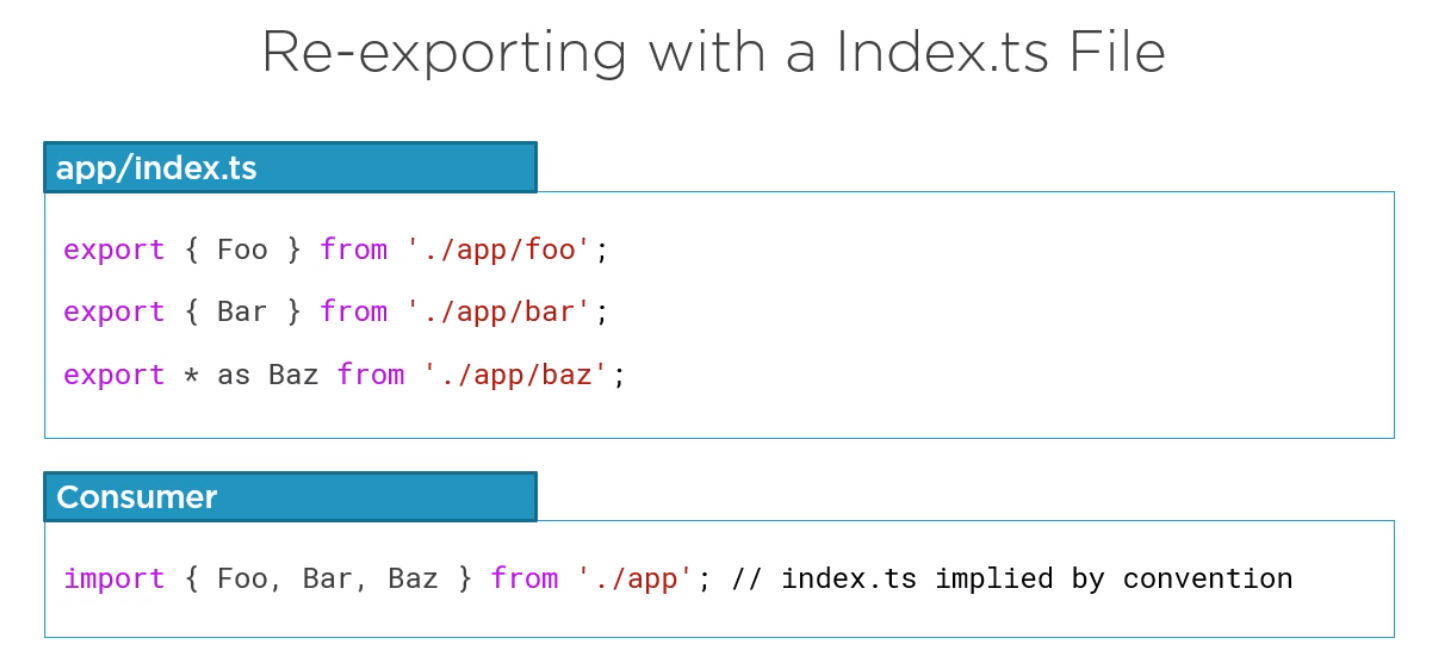 Re-exporting with a Index.ts File
app/index.ts
export { Foo } from './app/foo';
export { Bar } from './app/bar';
export * as Baz from './app/baz';
Consumer
import { Foo, Bar, Baz } from './app'; // index.ts implied by convention